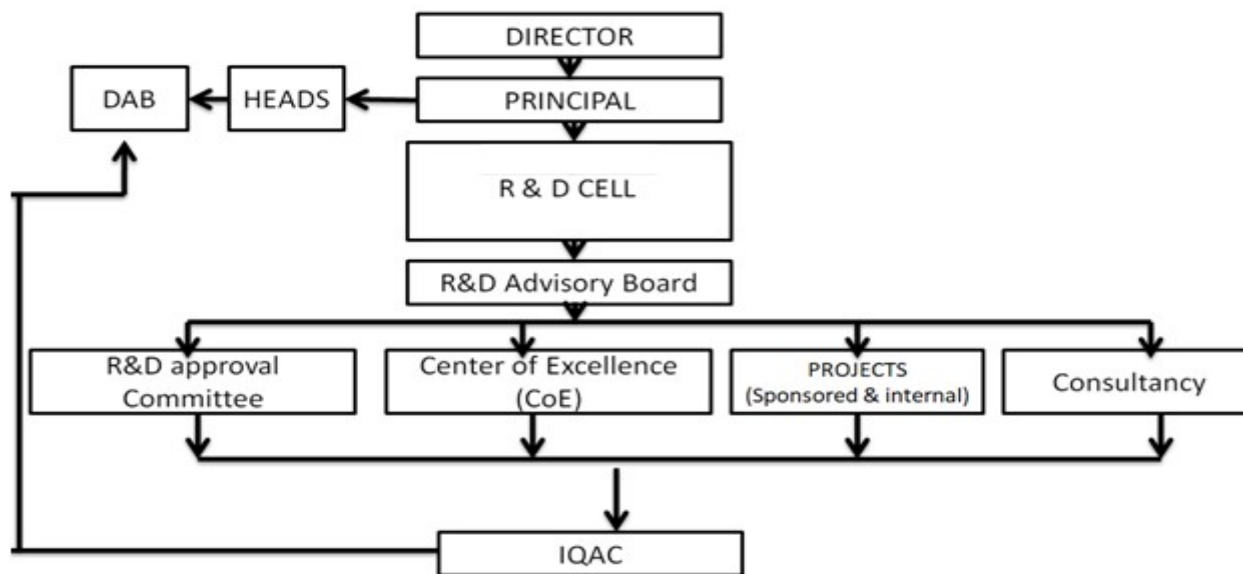 DIRECTOR
DAB
HEADS
PRINCIPAL
R & D CELL
R&D Advisory Board
R&D approval
Committee
Center of Excellence
(CoE)
PROJECTS
(Sponsored & internal)
Consultancy
IQAC